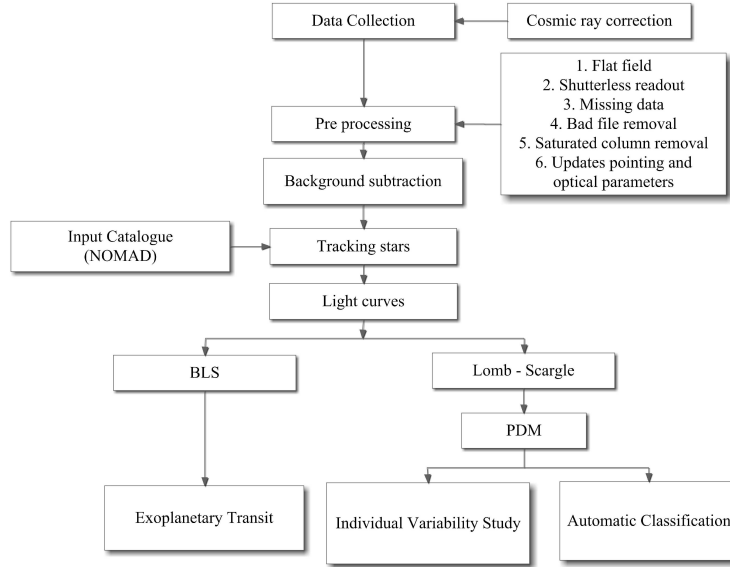 Data Collection
Cosmic ray correction
1. Flat field
2. Shutterless readout
3. Missing data
4. Bad file removal
5. Saturated column removal
6. Updates pointing and
optical parameters
Pre processing
Background subtraction
Input Catalogue
(NOMAD)
Tracking stars
Light curves
BLS
Lomb - Scargle
PDM
Exoplanetary Transit
Individual Variability Study
Automatic Classification